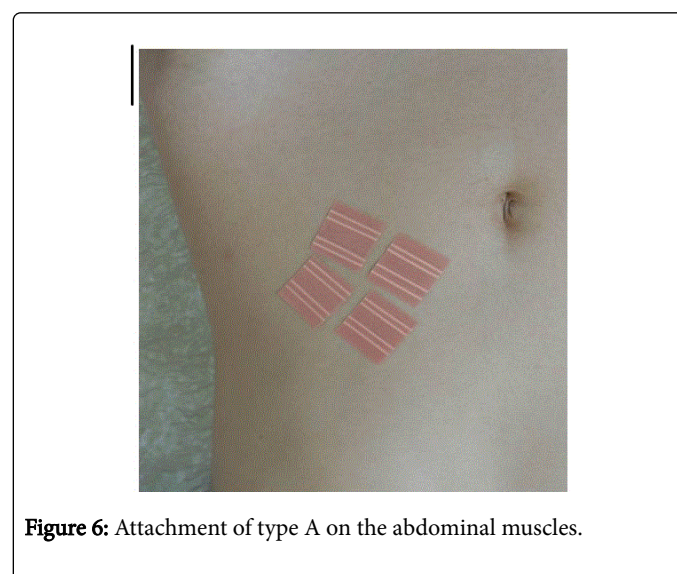 Figure 6: Attachment of type A on the abdominal muscles.